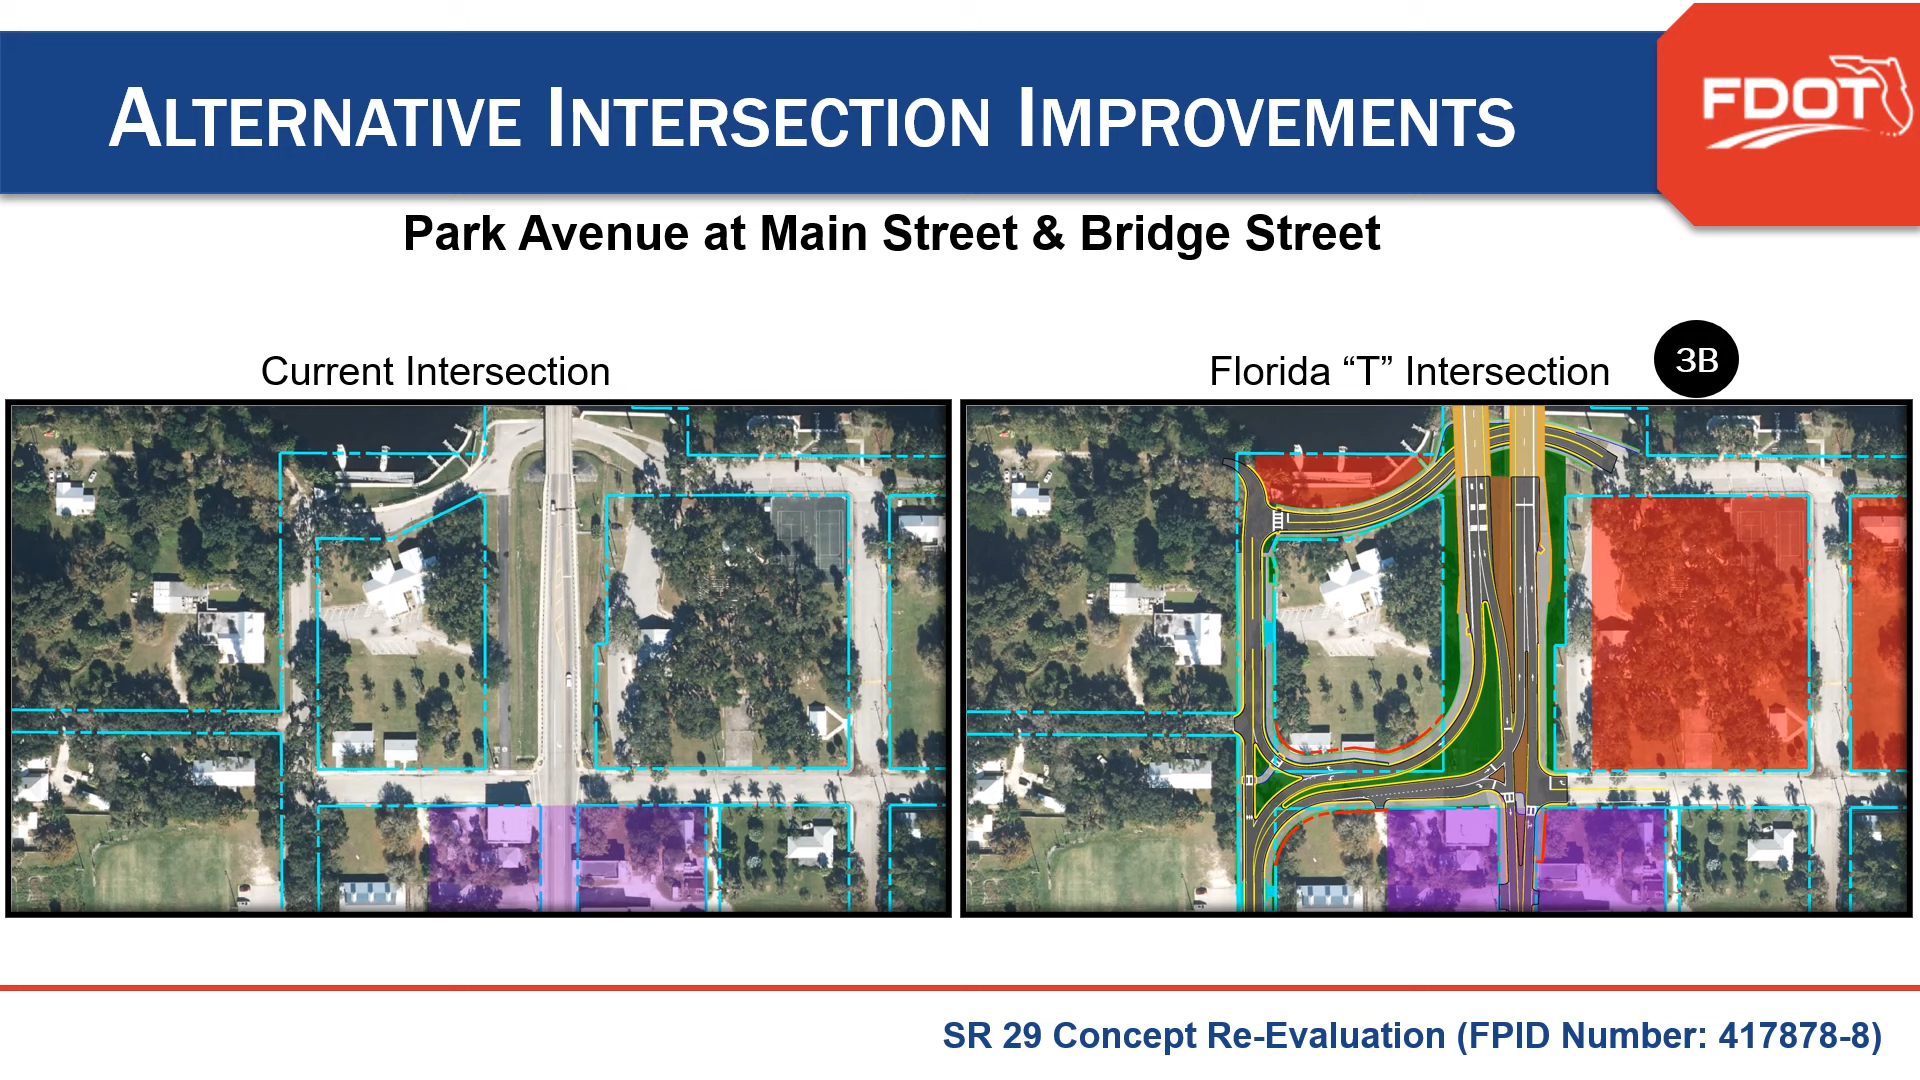 ALTERNATIVE INTERSECTION IMPROVEMENTS
FDOT
Park Avenue at Main Street & Bridge Street
Current Intersection
Florida “T” Intersection
3B
SR 29 Concept Re-Evaluation (FPID Number: 417878-8)